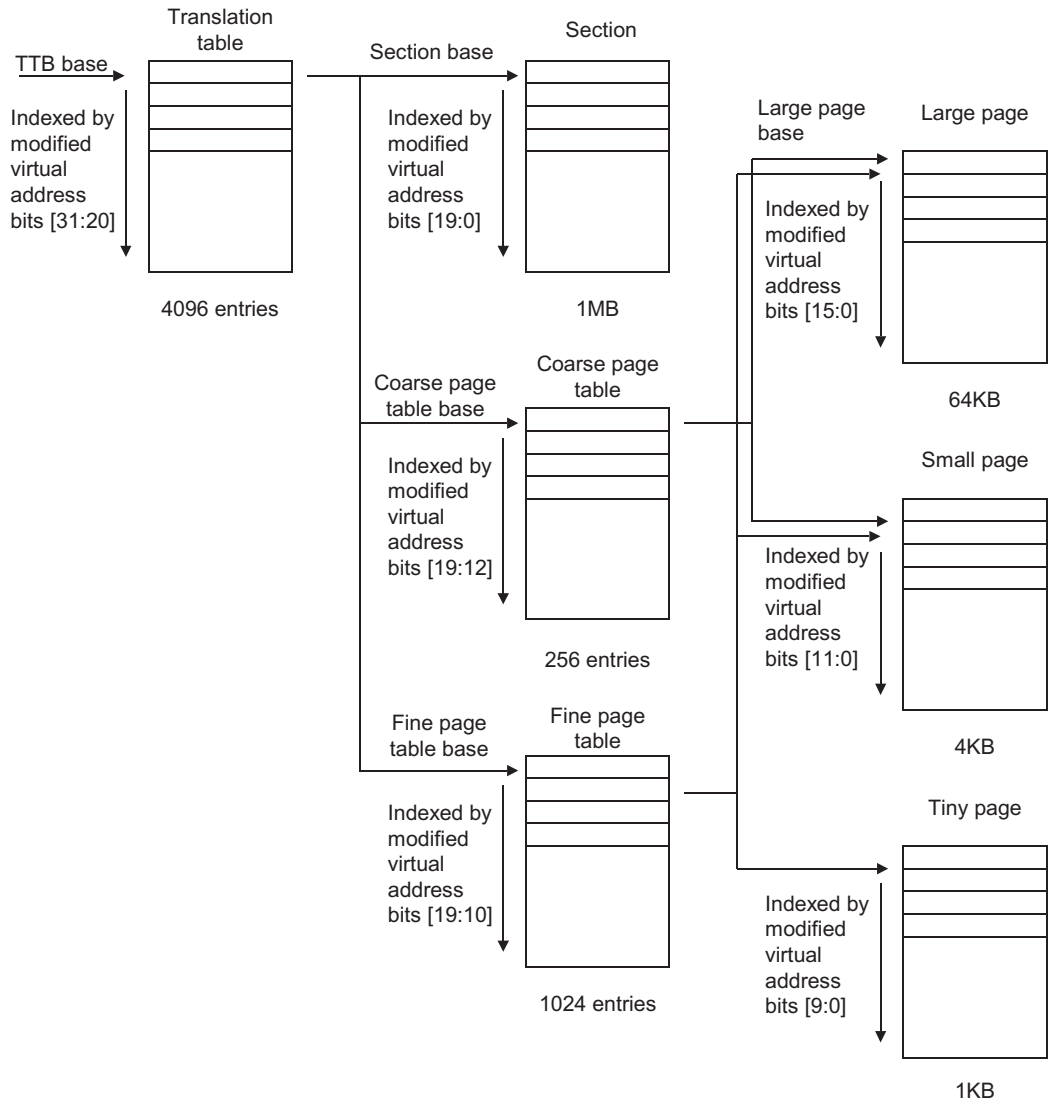 Translation
table
TTB base
Indexed by
modified
virtual
address
bits [31:20]
4096 entries
Section base
Section
Indexed by
modified
virtual
address
bits [19:0]
1MB
Coarse page
table base
Coarse page
table
Indexed by
modified
virtual
address
bits [19:12]
256 entries
Fine page
table base
Fine page
table
Indexed by
modified
virtual
address
bits [19:10]
1024 entries
Large page
base
Large page
Indexed by
modified
virtual
address
bits [15:0]
64KB
Small page
Indexed by
modified
virtual
address
bits [11:0]
4KB
Tiny page
Indexed by
modified
virtual
address
bits [9:0]
1KB